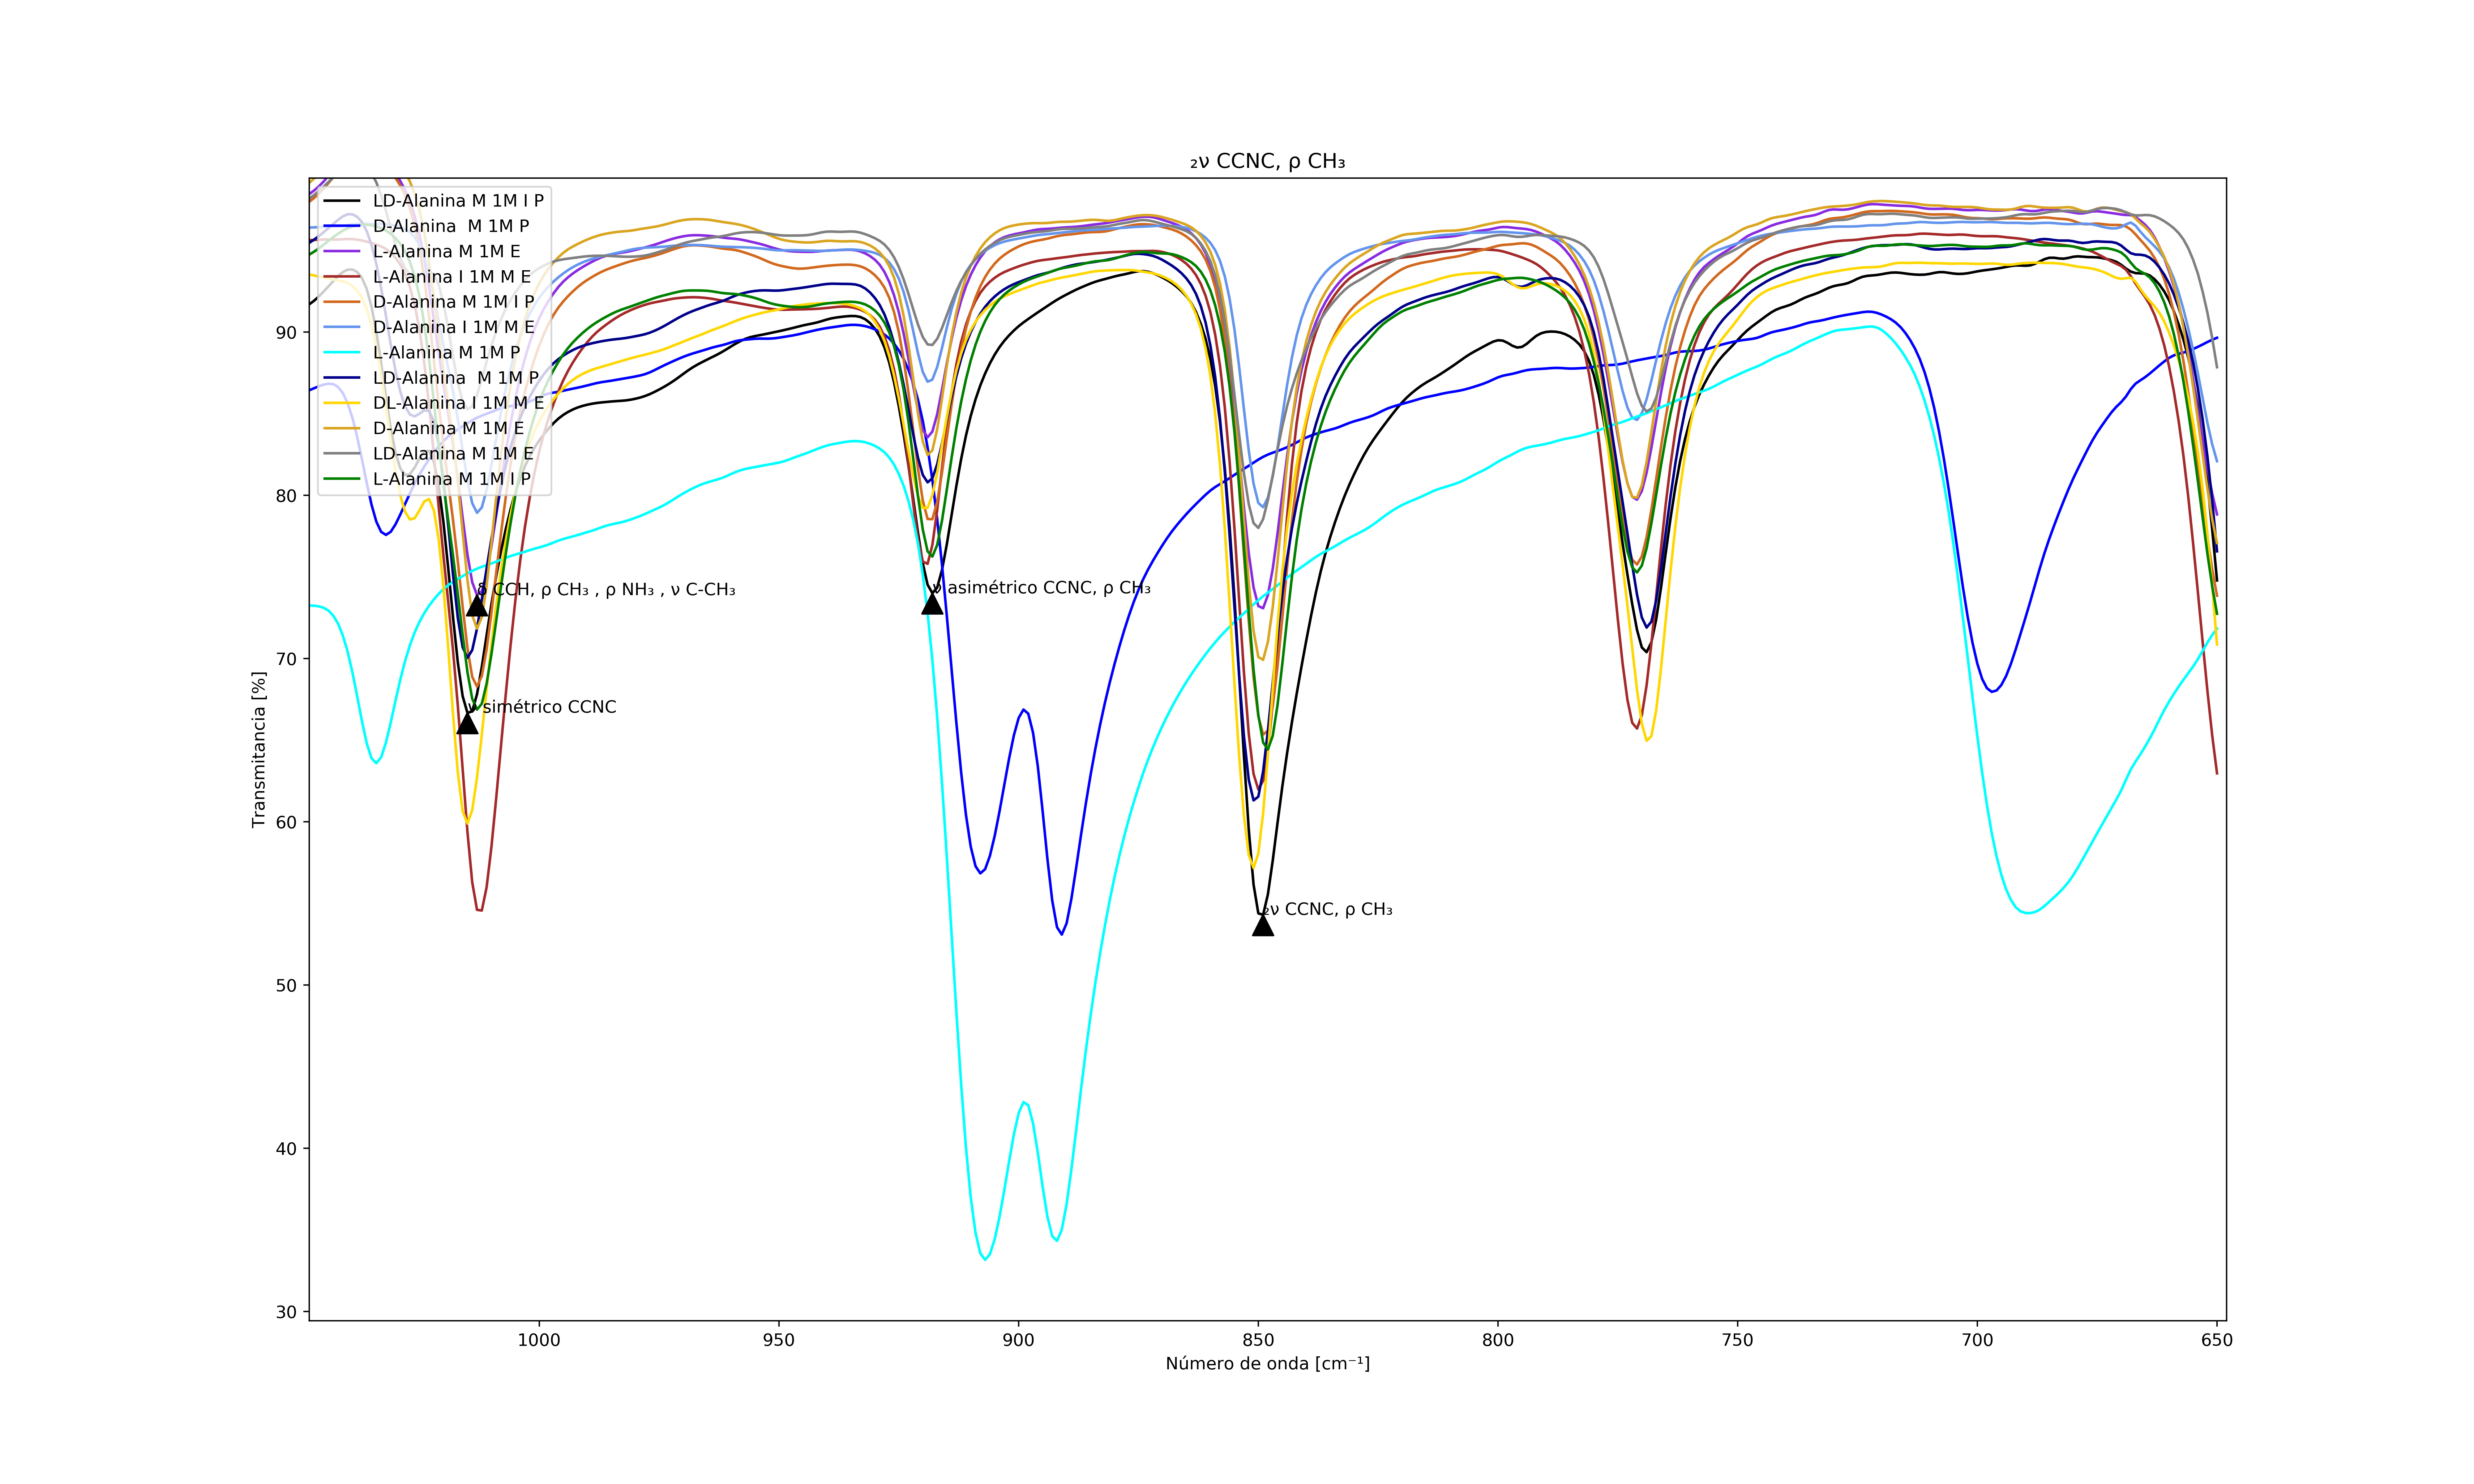 ₂ν CCNC, ρ CH₃
LD-Alanina M 1M I P
D-Alanina  M 1M P
L-Alanina M 1M E
L-Alanina I 1M M E
D-Alanina M 1M I P
D-Alanina I 1M M E
L-Alanina M 1M P
LD-Alanina  M 1M P
DL-Alanina I 1M M E
D-Alanina M 1M E
LD-Alanina M 1M E
L-Alanina M 1M I P
δ CCH, ρ CH₃ , ρ NH₃ , ν C-CH₃
ν asimétrico CCNC, ρ CH₃
ν simétrico CCNC
₂ν CCNC, ρ CH₃
Transmitancia [%]
90
80
70
60
50
40
30
1000 950 900 850 800 750 700 650
Número de onda [cm⁻¹]